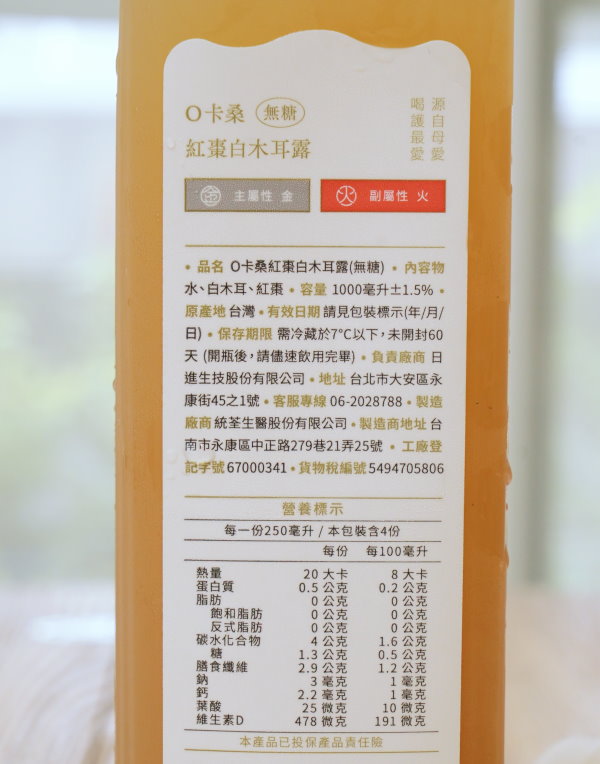 O卡桑 無糖
紅棗白木耳露
源自母愛
喝護最愛
主屬性 金
火 副屬性 火
• 品名 O卡桑紅棗白木耳露(無糖) • 內容物
水、白木耳、紅棗 • 容量 1000毫升±1.5% •
原產地 台灣 • 有效日期 請見包裝標示(年/月/
日) • 保存期限 需冷藏於7°C以下，未開封60
天 (開瓶後，請儘速飲用完畢) • 負責廠商 日
進生技股份有限公司 • 地址 台北市大安區永
康街45之1號 • 客服專線 06-2028788 • 製造
廠商 統荃生醫股份有限公司 • 製造商地址 台
南市永康區中正路279巷21弄25號 • 工廠登
記字號 67000341 • 貨物稅編號 5494705806
營養標示
每一份250毫升 / 本包裝含4份
每份 每100毫升
熱量 20 大卡 8 大卡
蛋白質 0.5 公克 0.2 公克
脂肪 0 公克 0 公克
飽和脂肪 0 公克 0 公克
反式脂肪 0 公克 0 公克
碳水化合物 4 公克 1.6 公克
糖 1.3 公克 0.5 公克
膳食纖維 2.9 公克 1.2 公克
鈉 3 毫克 1 毫克
鈣 2.2 毫克 1 毫克
葉酸 25 微克 10 微克
維生素D 478 微克 191 微克
本產品已投保產品責任險